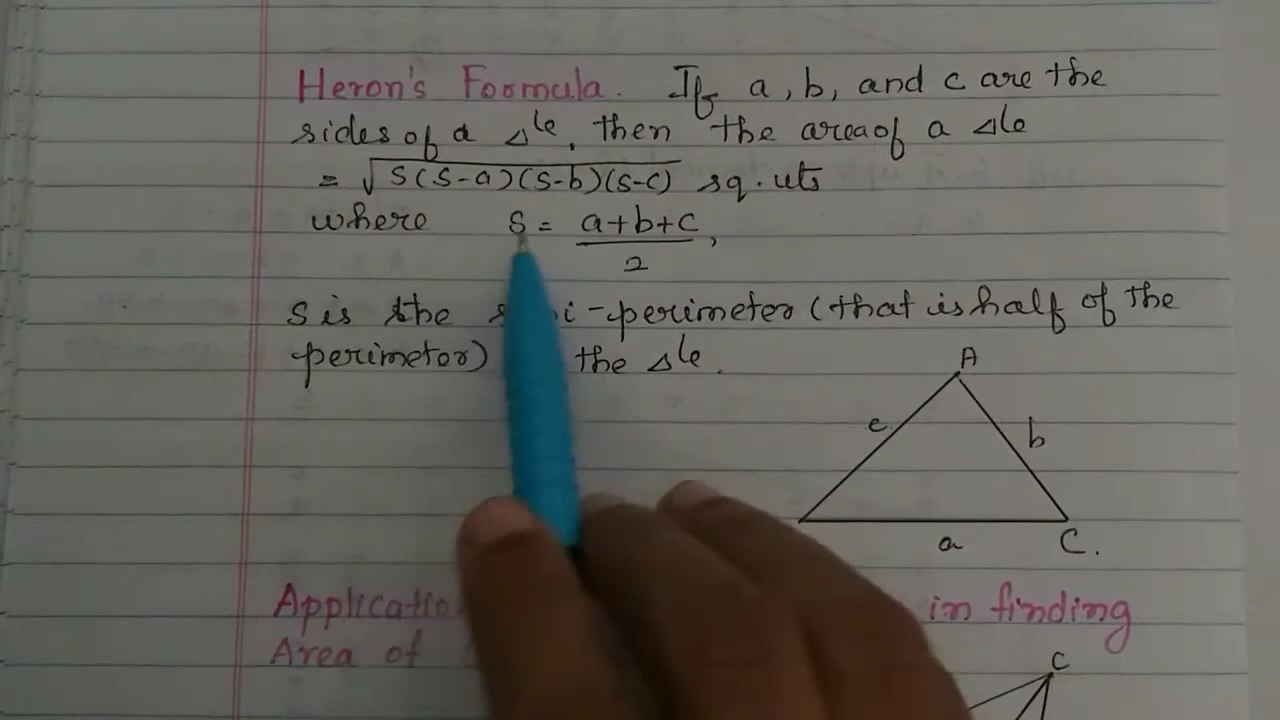 Heron's Formula. If a, b, and c are the
sides of a △le, then the area of a △le
= √s(s-a)(s-b)(s-c) sq. uts
where s = a+b+c/2,
s is the semi-perimeter (that is half of the
perimeter) the △le.
A
c
b
a
C.
in finding
Area of
C